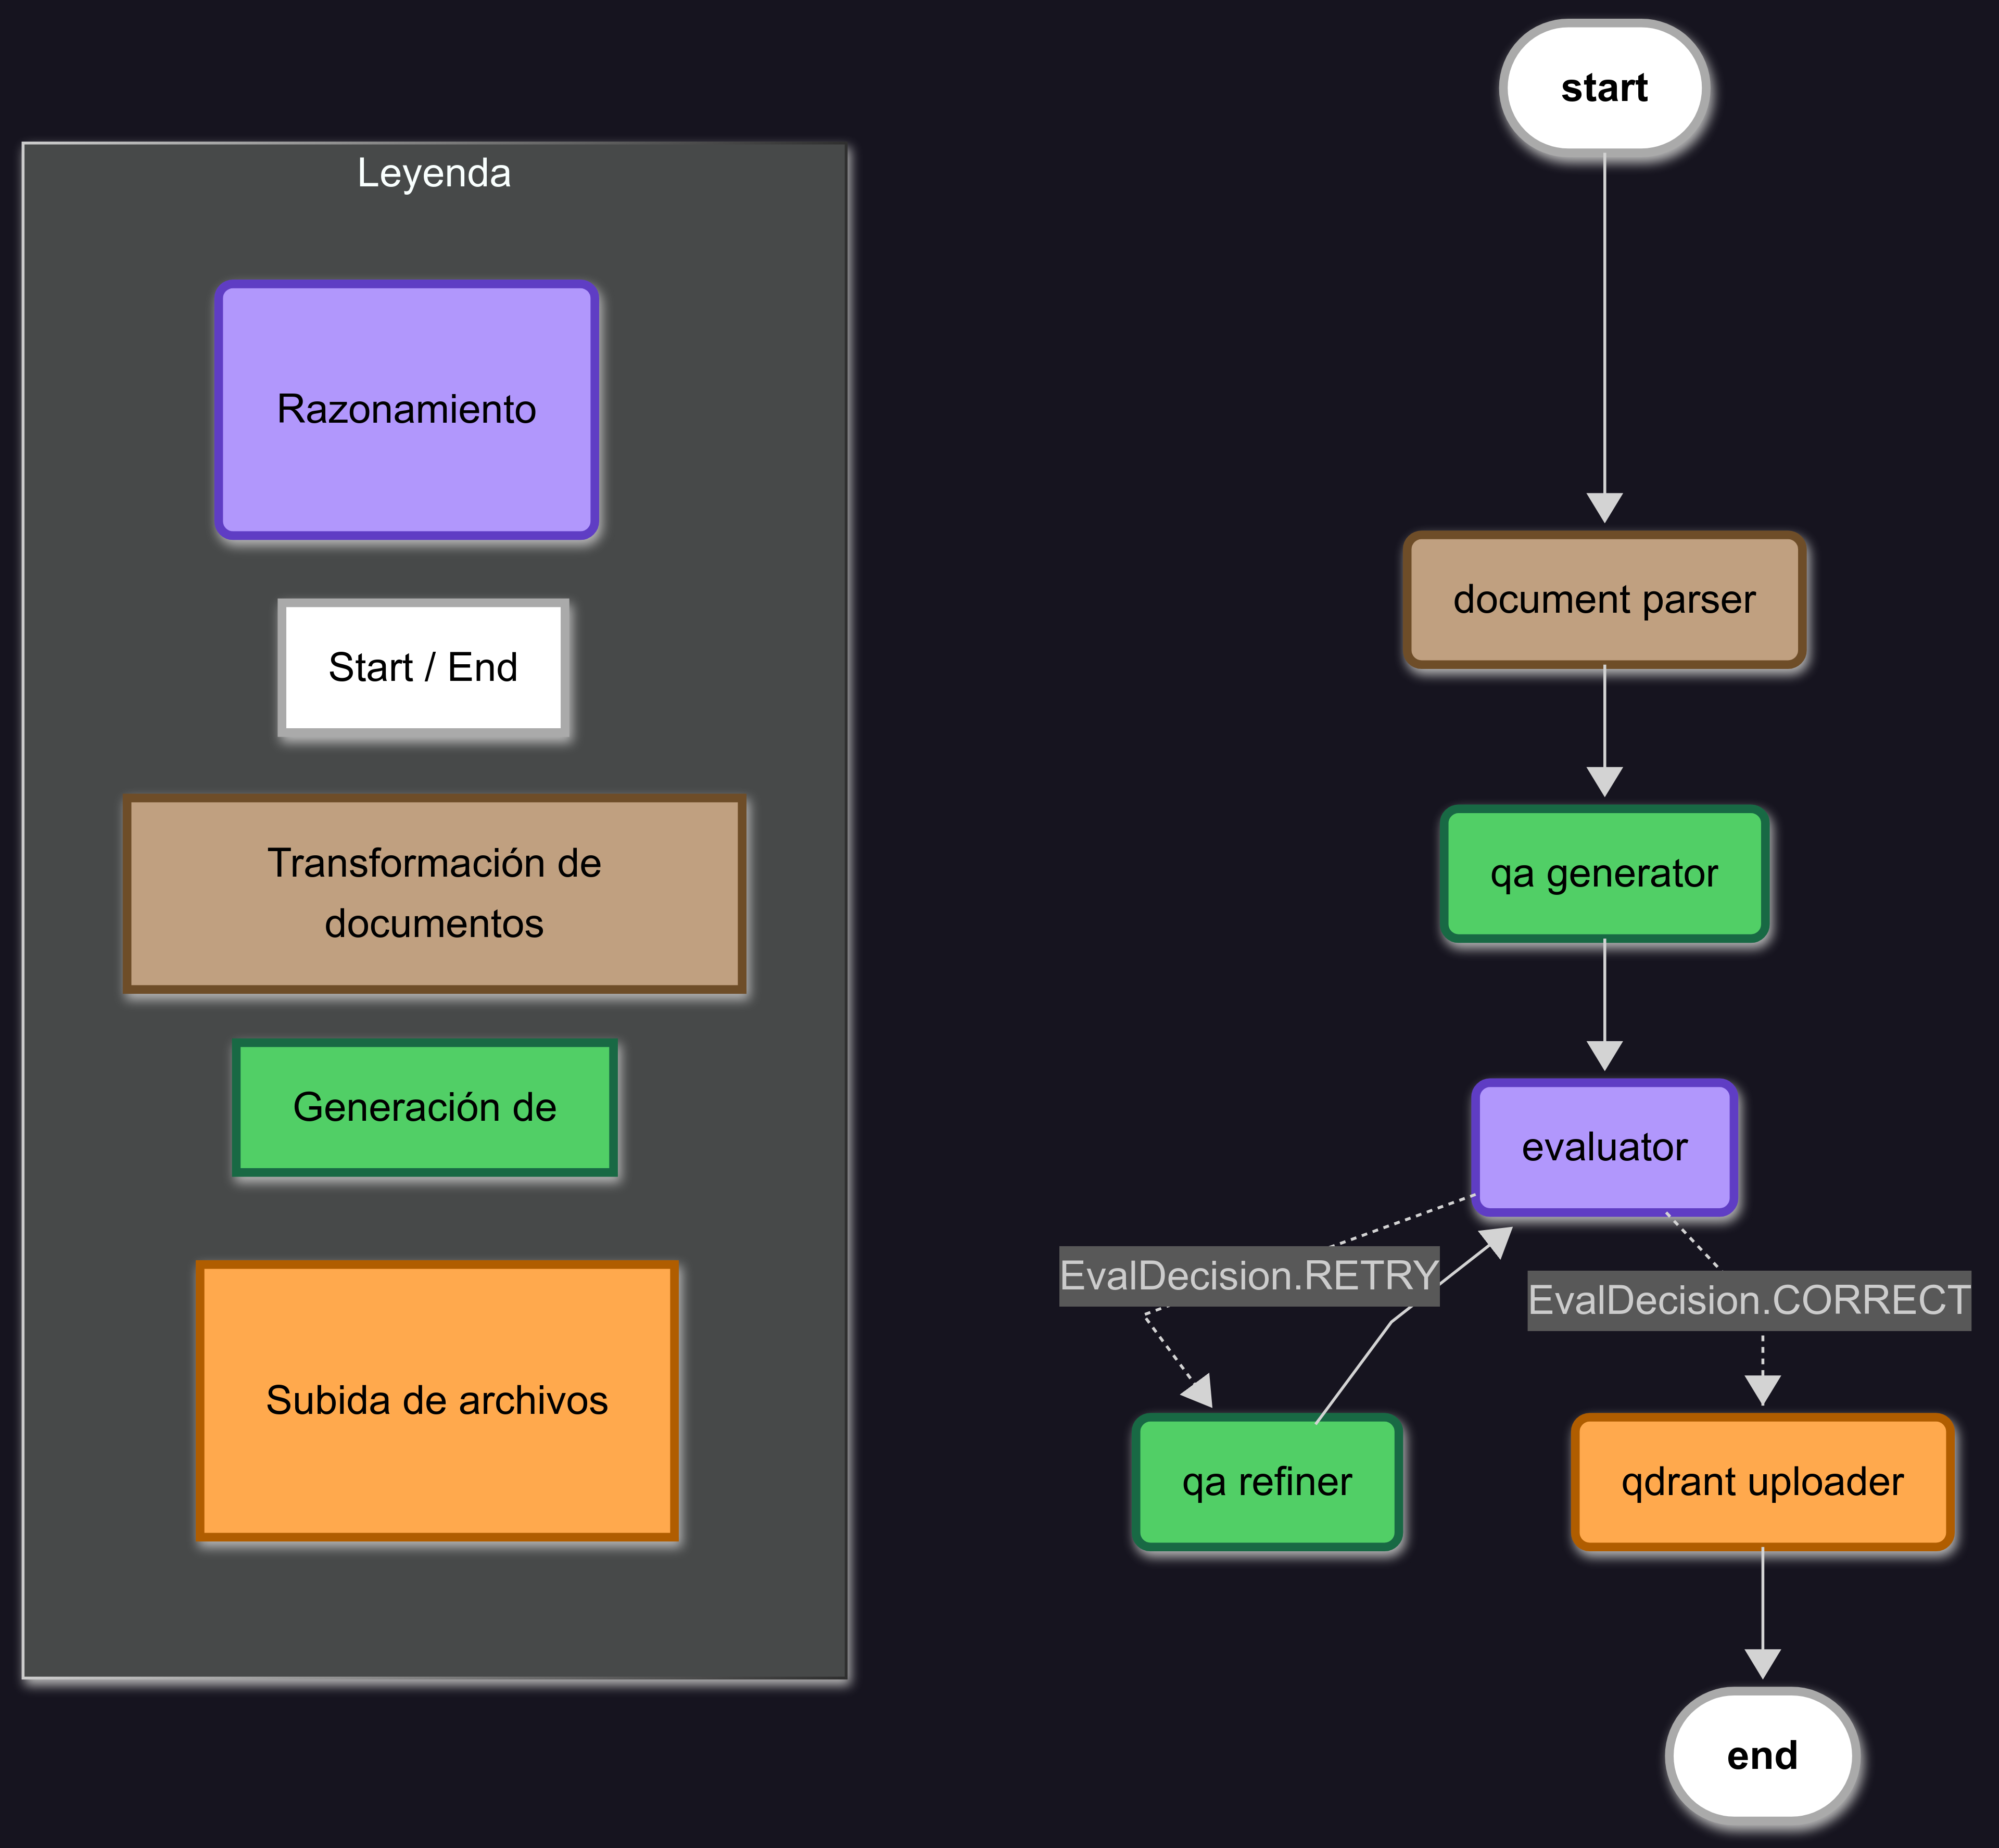 Leyenda
Razonamiento
Start / End
Transformación de
documentos
Generación de
Subida de archivos
start
document parser
qa generator
evaluator
EvalDecision.RETRY
EvalDecision.CORRECT
qa refiner
qdrant uploader
end